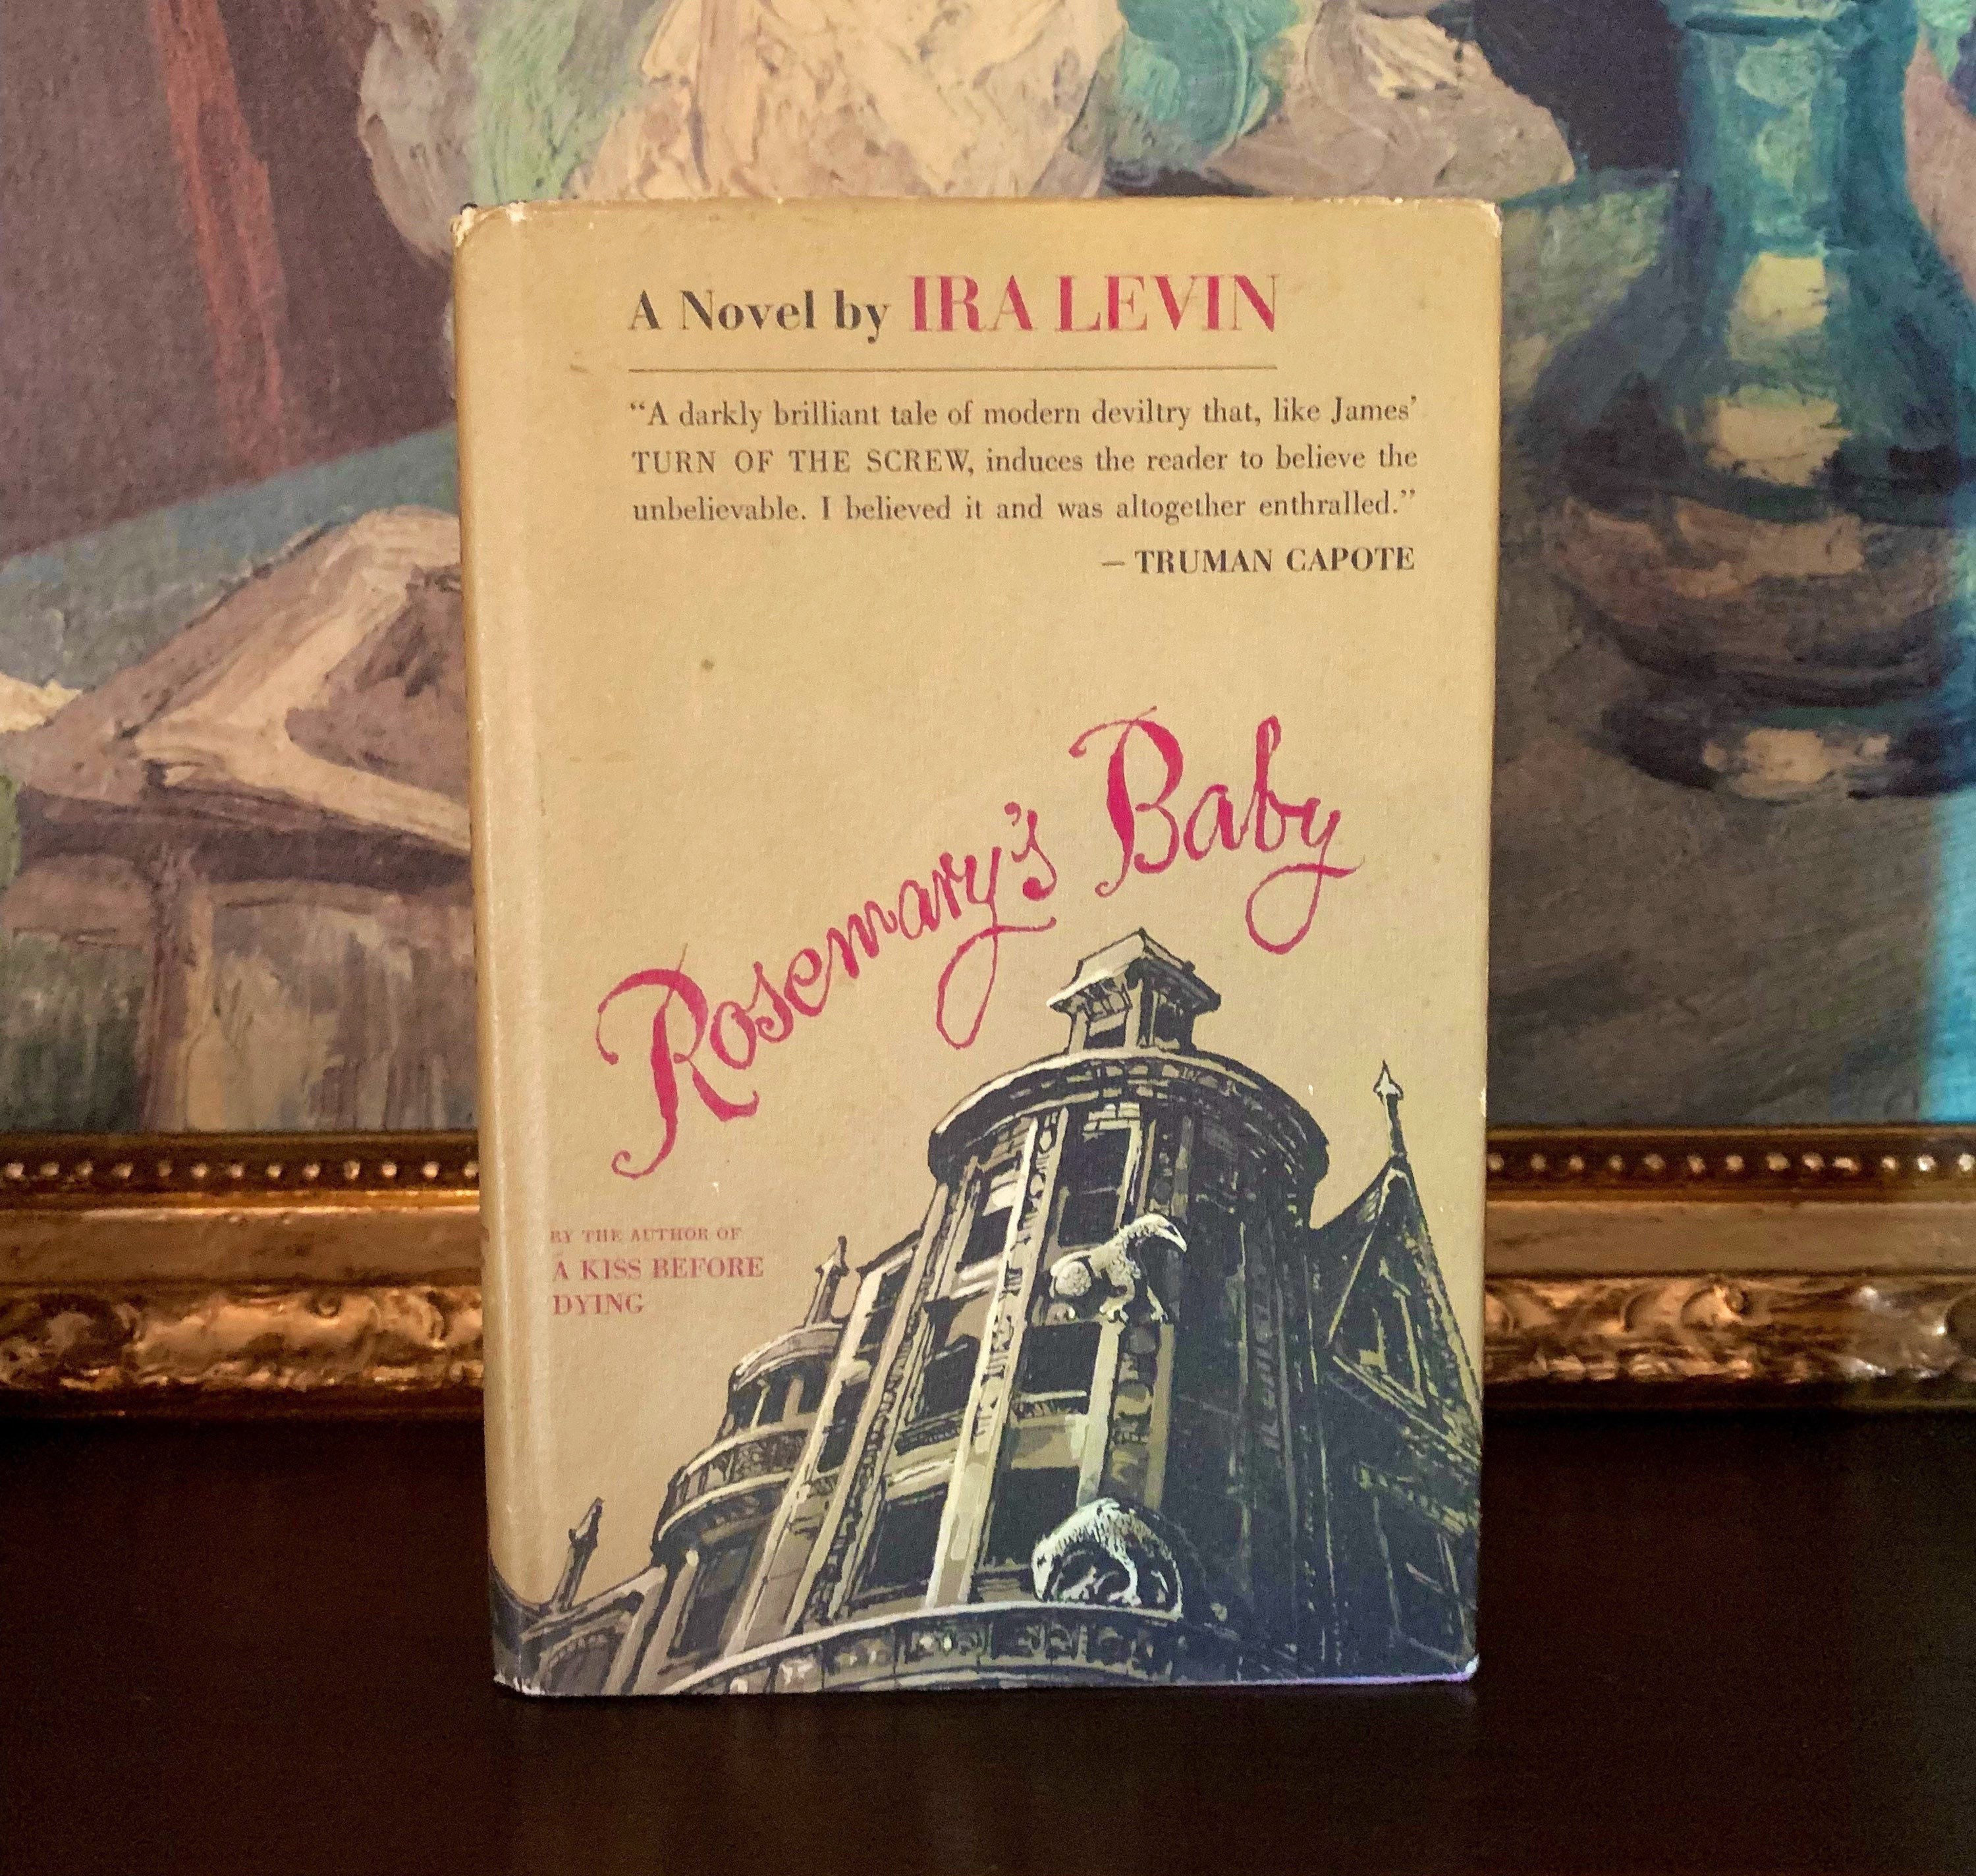 A Novel by IRA LEVIN
“A darkly brilliant tale of modern deviltry that, like James’
TURN OF THE SCREW, induces the reader to believe the
unbelievable. I believed it and was altogether enthralled.”
— TRUMAN CAPOTE
Rosemary’s Baby
BY THE AUTHOR OF
A KISS BEFORE
DYING